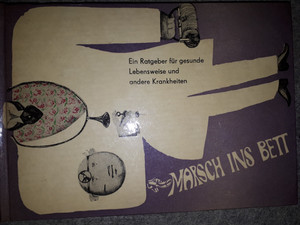 Ein Ratgeber für gesunde
Lebensweise und
andere Krankheiten
MARSCH INS BETT